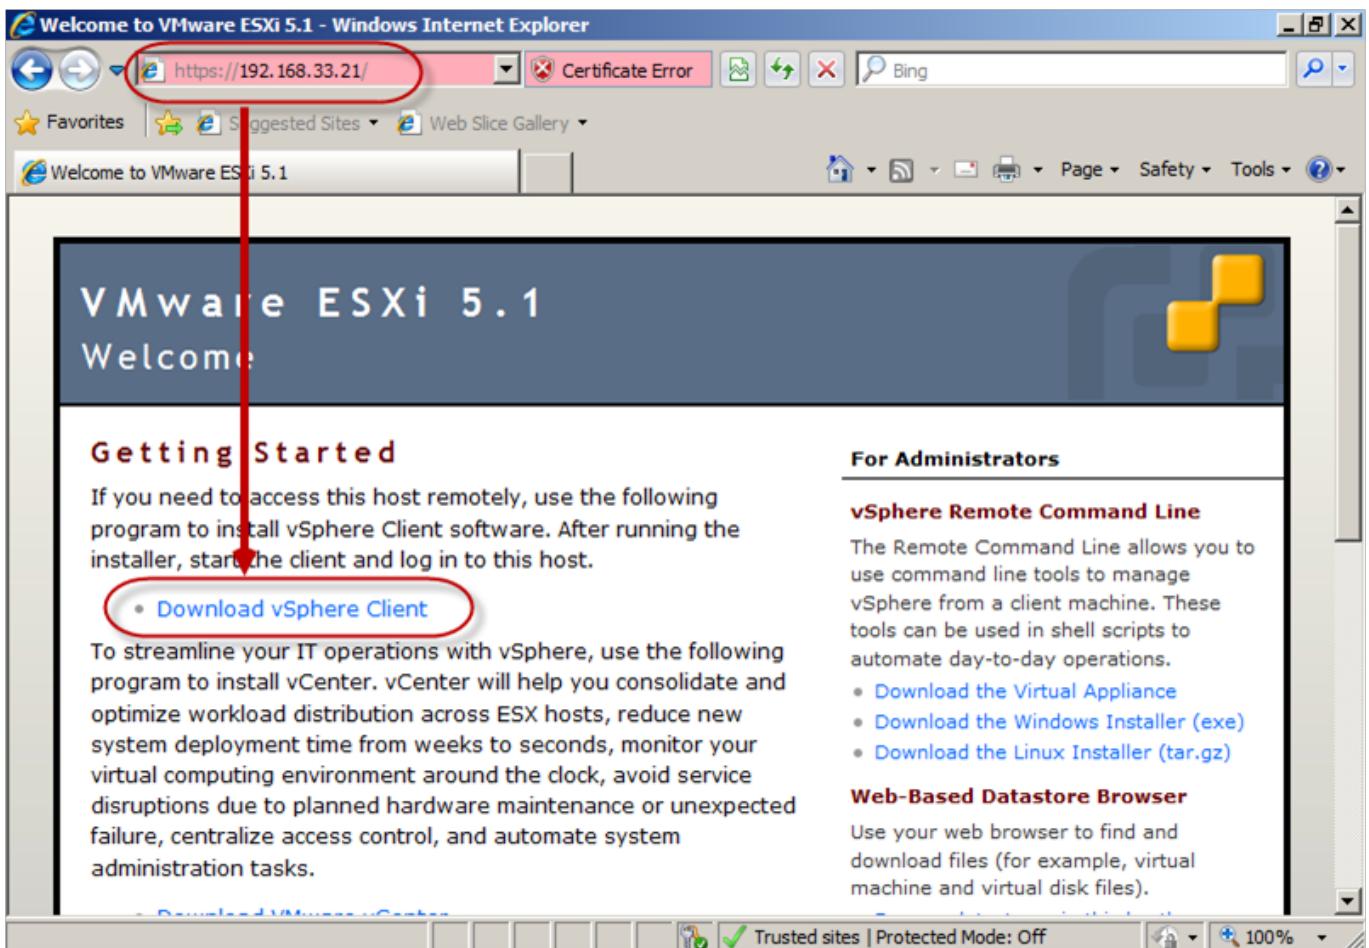 Welcome to VMware ESXi 5.1 - Windows Internet Explorer
https://192.168.33.21/
Certificate Error
Bing
Favorites
Suggested Sites
Web Slice Gallery
Welcome to VMware ESXi 5.1
Page
Safety
Tools
VMware ESXi 5.1
Welcome
Getting Started
If you need to access this host remotely, use the following
program to install vSphere Client software. After running the
installer, start the client and log in to this host.
Download vSphere Client
To streamline your IT operations with vSphere, use the following
program to install vCenter. vCenter will help you consolidate and
optimize workload distribution across ESX hosts, reduce new
system deployment time from weeks to seconds, monitor your
virtual computing environment around the clock, avoid service
disruptions due to planned hardware maintenance or unexpected
failure, centralize access control, and automate system
administration tasks.
Download VMware vCenter
For Administrators
vSphere Remote Command Line
The Remote Command Line allows you to
use command line tools to manage
vSphere from a client machine. These
tools can be used in shell scripts to
automate day-to-day operations.
Download the Virtual Appliance
Download the Windows Installer (exe)
Download the Linux Installer (tar.gz)
Web-Based Datastore Browser
Use your web browser to find and
download files (for example, virtual
machine and virtual disk files).
Trusted sites | Protected Mode: Off
100%